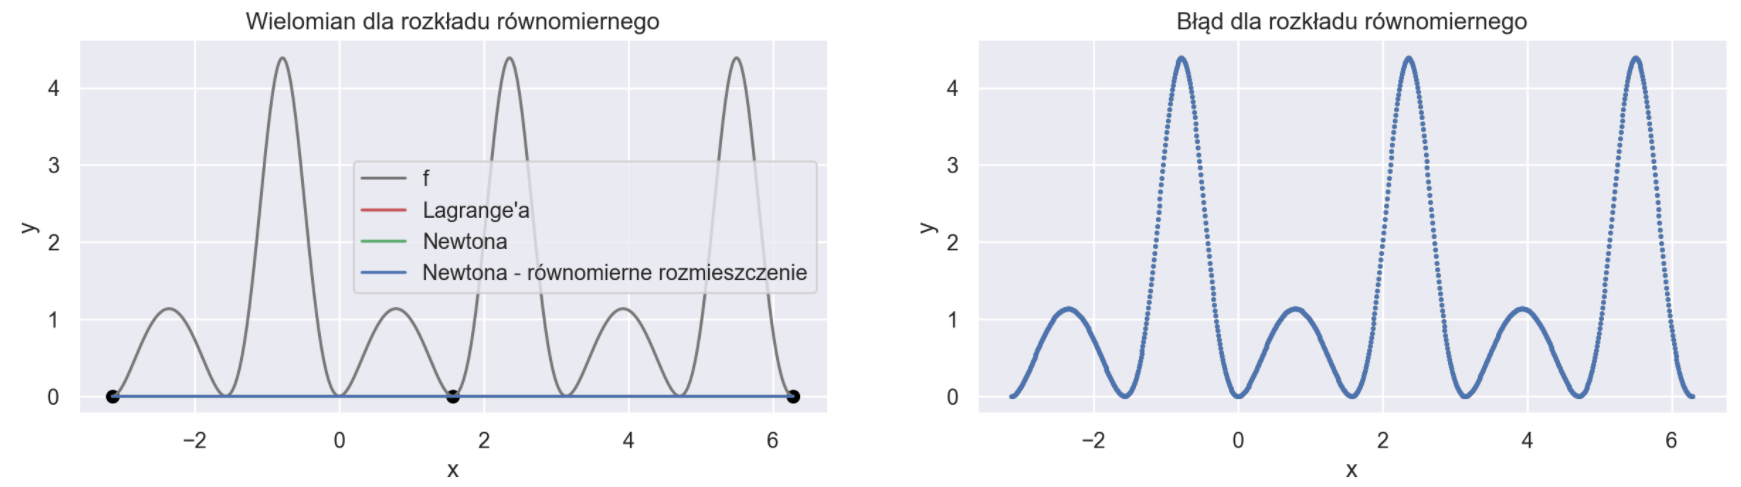 Wielomian dla rozkładu równomiernego
4
3
2
1
0
y
f
Lagrange'a
Newtona
Newtona - równomierne rozmieszczenie
−2
0
2
4
6
x
Błąd dla rozkładu równomiernego
4
3
2
1
0
y
−2
0
2
4
6
x